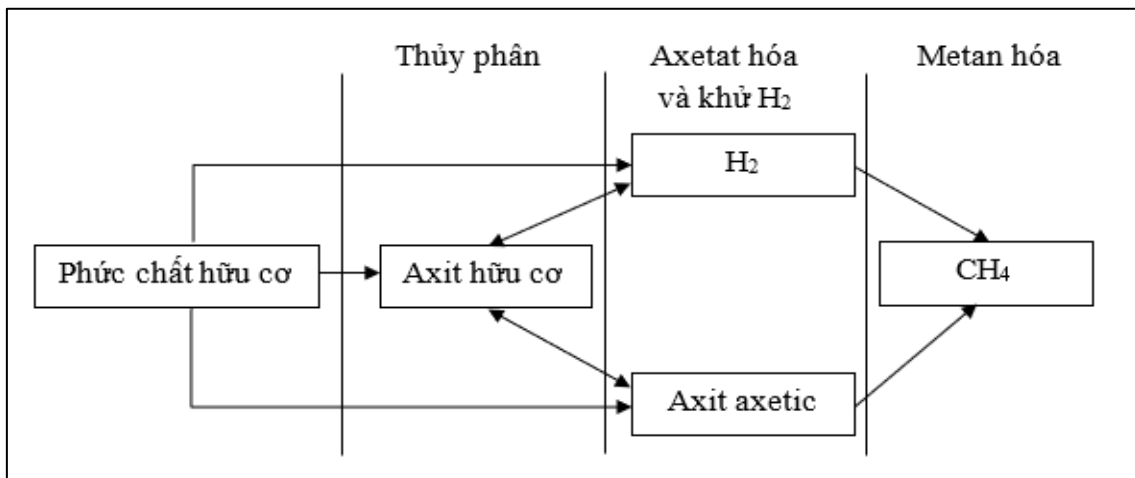 Thủy phân
Axetat hóa
và khử H₂
Metan hóa
H₂
Phức chất hữu cơ
Axit hữu cơ
CH₄
Axit axetic